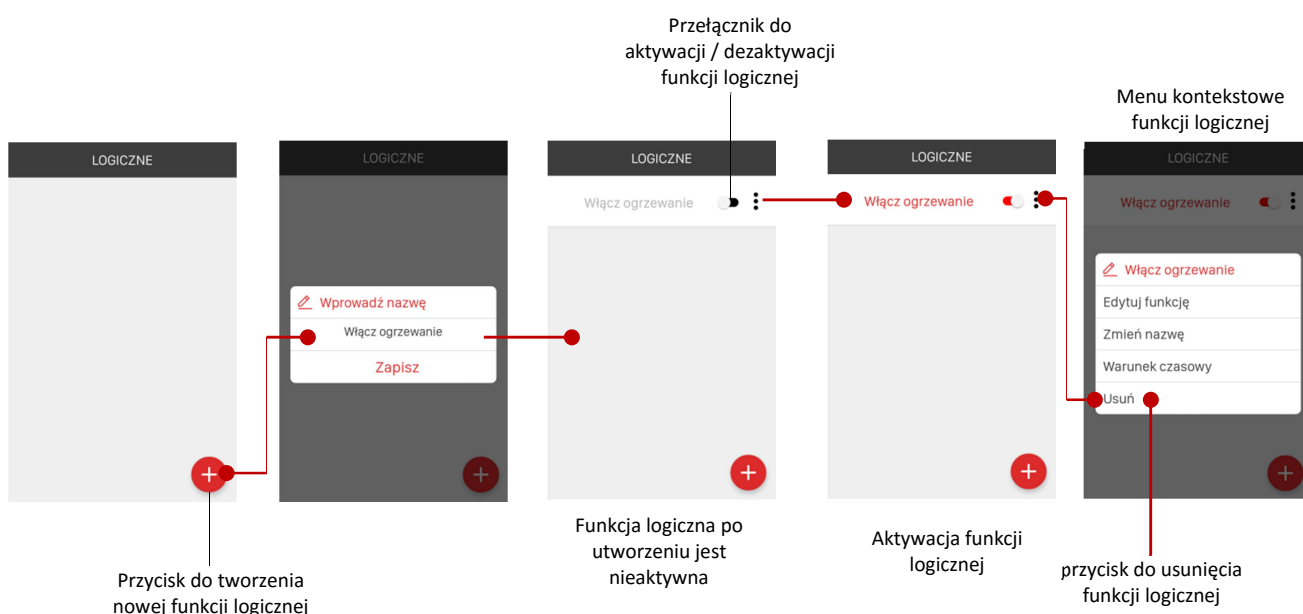 Przełącznik do
aktywacji / dezaktywacji
funkcji logicznej
Menu kontekstowe
funkcji logicznej
LOGICZNE
LOGICZNE
Wprowadź nazwę
Włącz ogrzewanie
Zapisz
LOGICZNE
Włącz ogrzewanie
LOGICZNE
Włącz ogrzewanie
LOGICZNE
Włącz ogrzewanie
Włącz ogrzewanie
Edytuj funkcję
Zmień nazwę
Warunek czasowy
Usuń
Przycisk do tworzenia
nowej funkcji logicznej
Funkcja logiczna po
utworzeniu jest
nieaktywna
Aktywacja funkcji
logicznej
przycisk do usunięcia
funkcji logicznej